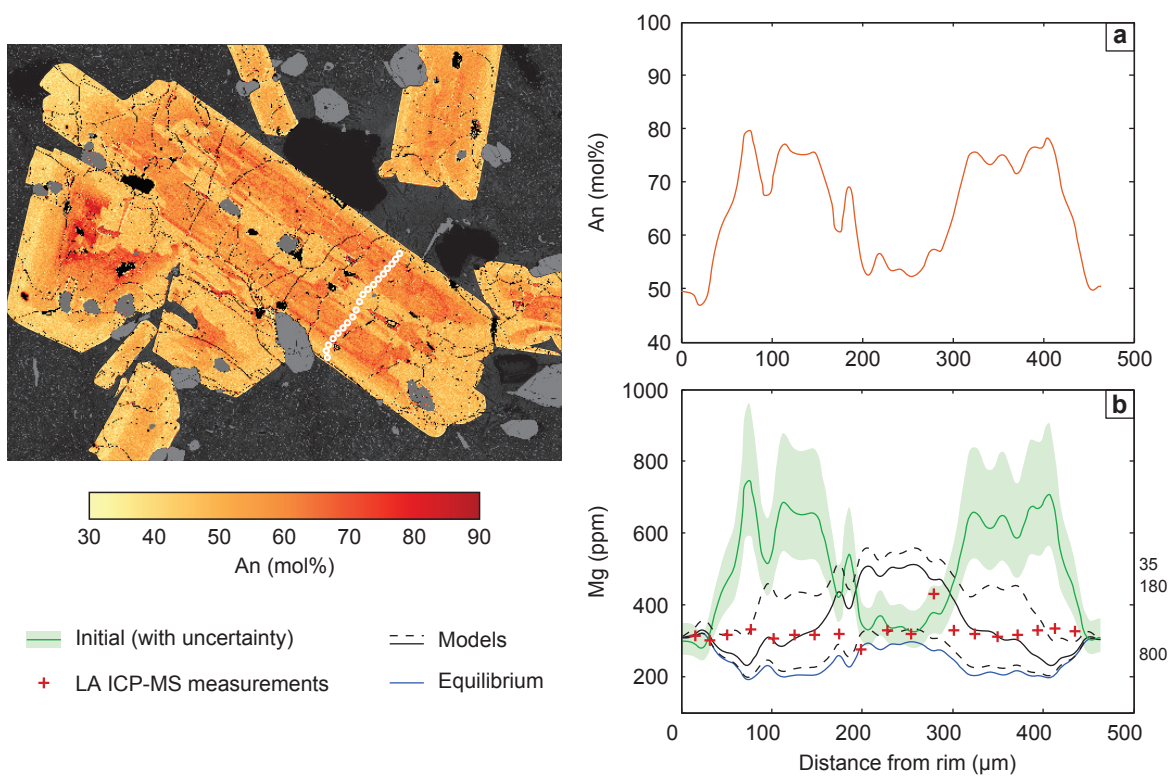 30 40 50 60 70 80 90
An (mol%)
Initial (with uncertainty)
Models
LA ICP-MS measurements
Equilibrium
a
100
90
80
70
60
50
40
An (mol%)
0 100 200 300 400 500
b
1000
800
600
400
200
Mg (ppm)
35
180
800
0 100 200 300 400 500
Distance from rim (µm)